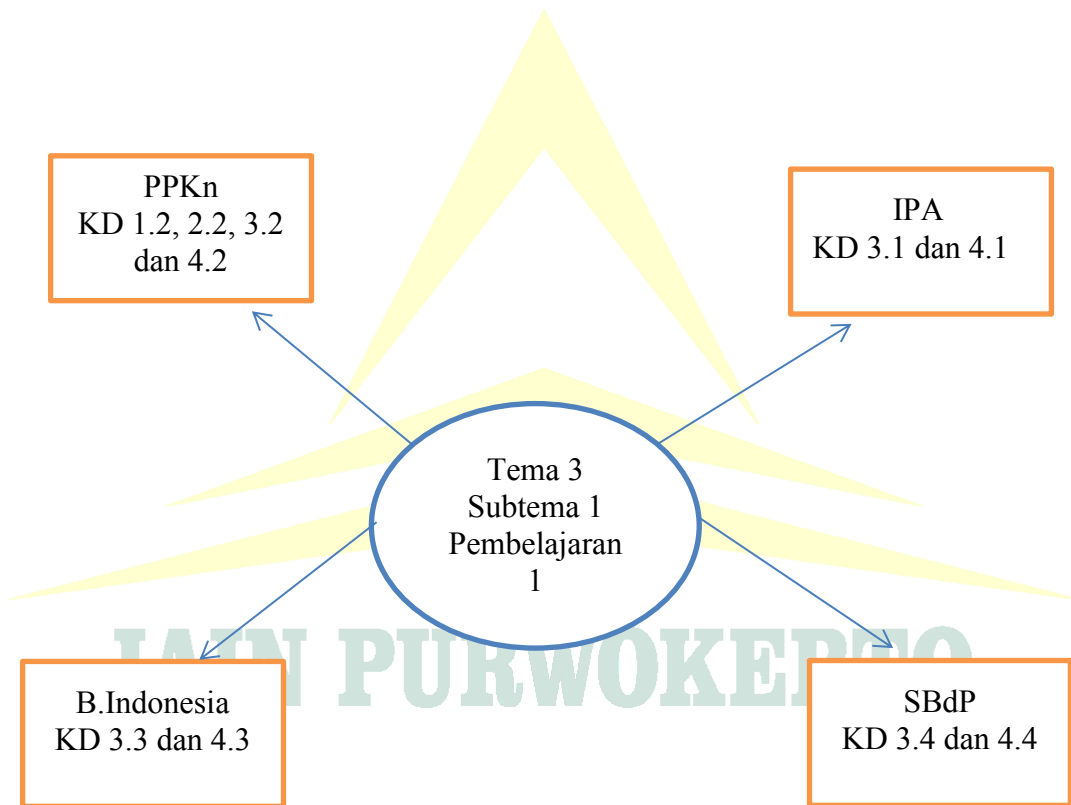 PPKn
KD 1.2, 2.2, 3.2
dan 4.2
IPA
KD 3.1 dan 4.1
Tema 3
Subtema 1
Pembelajaran
1
IAIN PURWOKERTO
B.Indonesia
KD 3.3 dan 4.3
SBdP
KD 3.4 dan 4.4